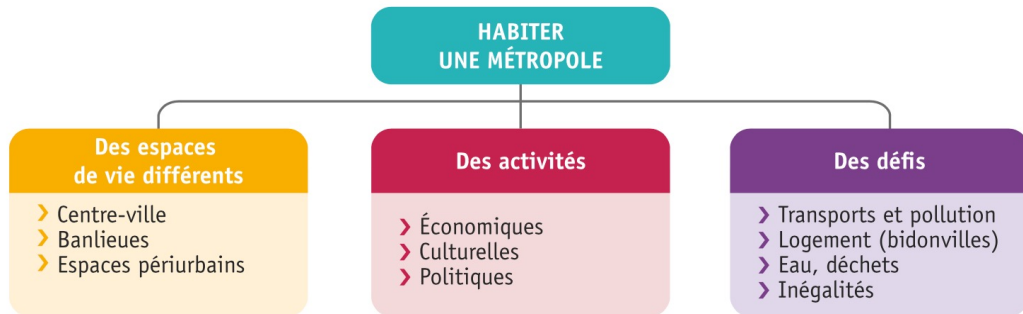 HABITER
UNE MÉTROPOLE
Des espaces
de vie différents
❯ Centre-ville
❯ Banlieues
❯ Espaces périurbains
Des activités
❯ Économiques
❯ Culturelles
❯ Politiques
Des défis
❯ Transports et pollution
❯ Logement (bidonvilles)
❯ Eau, déchets
❯ Inégalités